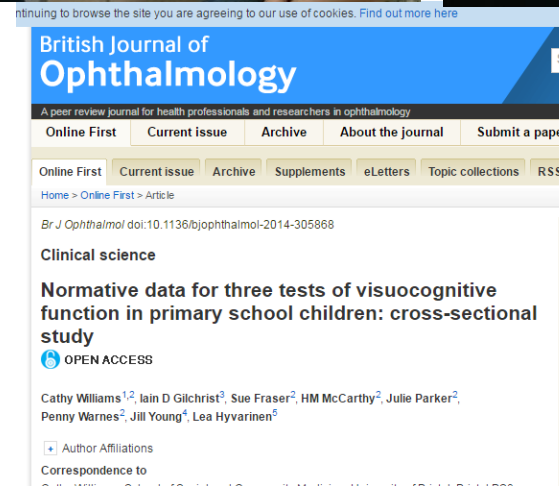 ntinuing to browse the site you are agreeing to our use of cookies. Find out more here
British Journal of
Ophthalmology
A peer review journal for health professionals and researchers in ophthalmology
Online First Current issue Archive About the journal Submit a pape
Online First Current issue Archive Supplements eLetters Topic collections RSS
Home > Online First > Article
Br J Ophthalmol doi:10.1136/bjophthalmol-2014-305868
Clinical science
Normative data for three tests of visuocognitive
function in primary school children: cross-sectional
study
OPEN ACCESS
Cathy Williams1,2, Iain D Gilchrist3, Sue Fraser2, HM McCarthy2, Julie Parker2,
Penny Warnes2, Jill Young4, Lea Hyvarinen5
+ Author Affiliations
Correspondence to